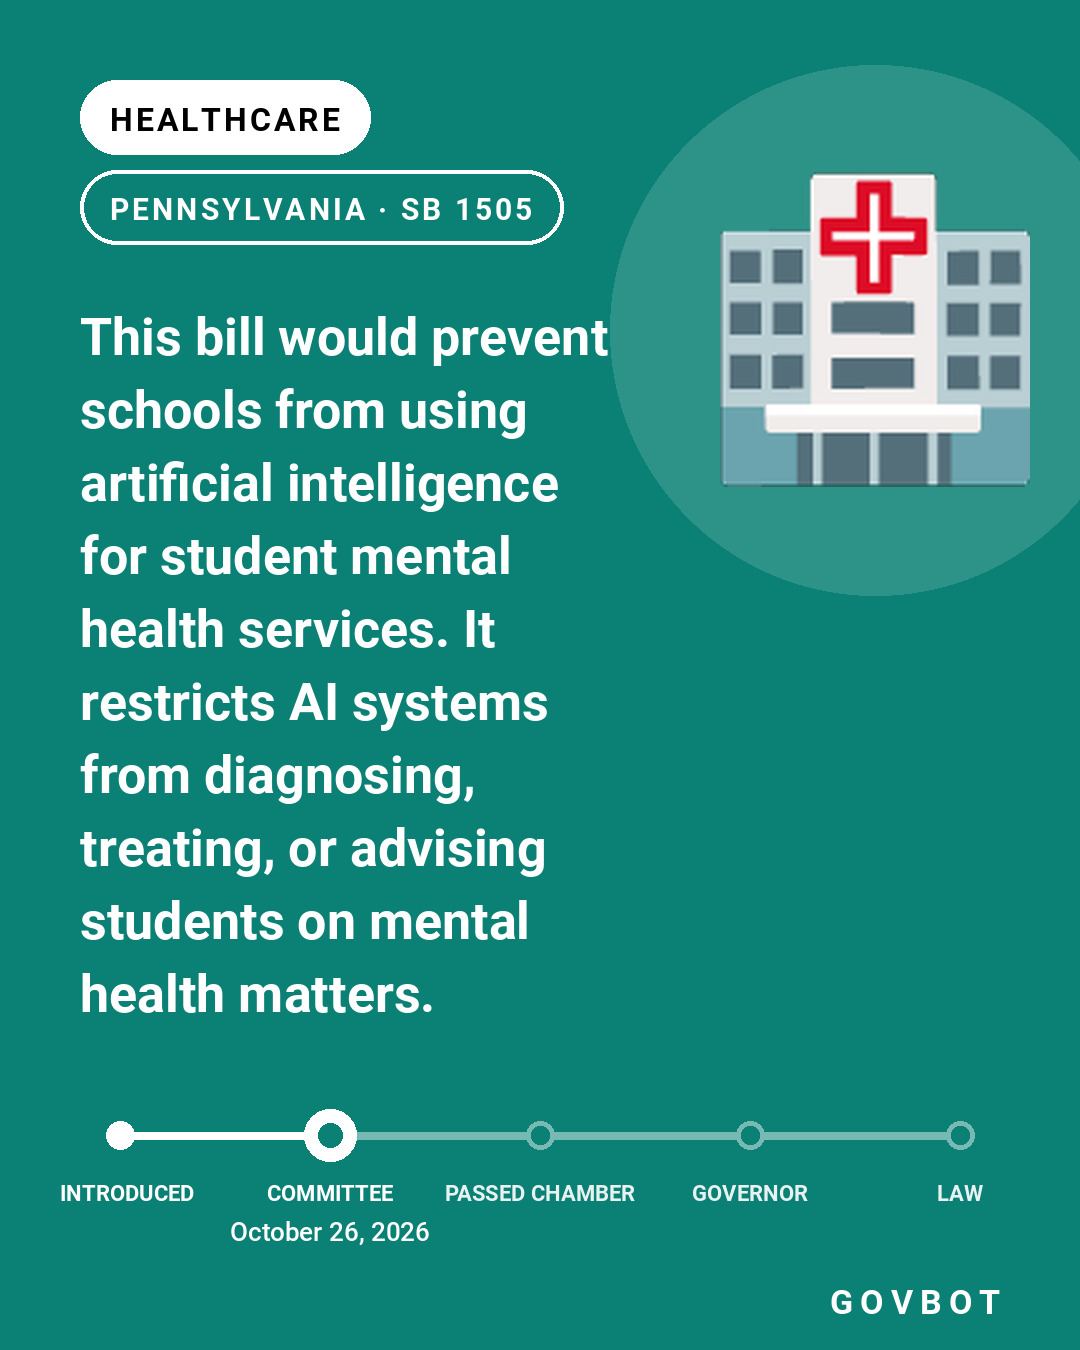 HEALTHCARE
PENNSYLVANIA · SB 1505
This bill would prevent
schools from using
artificial intelligence
for student mental
health services. It
restricts AI systems
from diagnosing,
treating, or advising
students on mental
health matters.
INTRODUCED
COMMITTEE
October 26, 2026
PASSED CHAMBER
GOVERNOR
LAW
GOVBOT